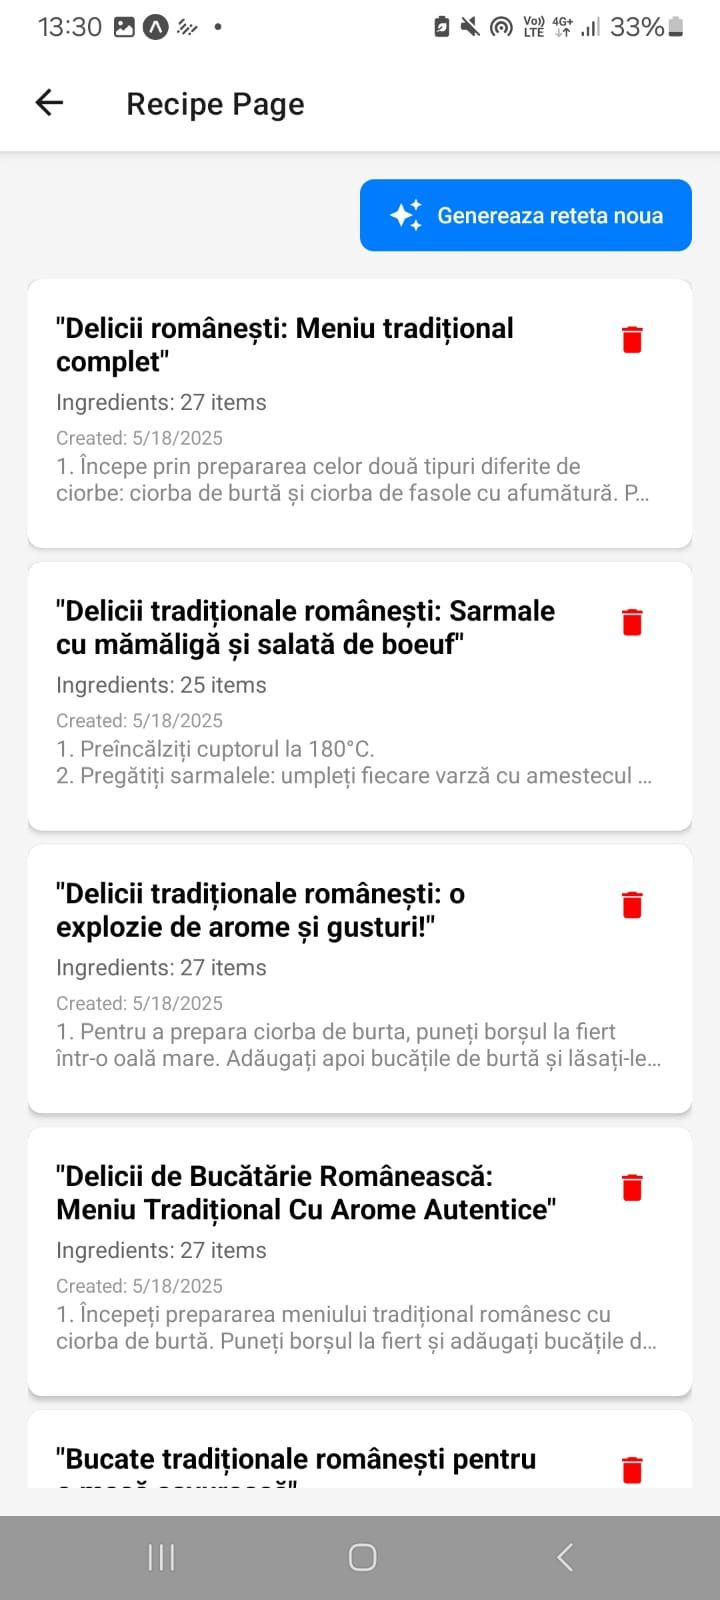 13:30
Vo)) LTE 4G+ 33%
Recipe Page
Genereaza reteta noua
"Delicii românești: Meniu tradițional
complet"
Ingredients: 27 items
Created: 5/18/2025
1. Începe prin prepararea celor două tipuri diferite de
ciorbe: ciorba de burtă și ciorba de fasole cu afumătură. P...
"Delicii tradiționale românești: Sarmale
cu mămăligă și salată de boeuf"
Ingredients: 25 items
Created: 5/18/2025
1. Preîncălziți cuptorul la 180°C.
2. Pregătiți sarmalele: umpleți fiecare varză cu amestecul ...
"Delicii tradiționale românești: o
explozie de arome și gusturi!"
Ingredients: 27 items
Created: 5/18/2025
1. Pentru a prepara ciorba de burta, puneți borșul la fiert
într-o oală mare. Adăugați apoi bucățile de burtă și lăsați-le...
"Delicii de Bucătărie Românească:
Meniu Tradițional Cu Arome Autentice"
Ingredients: 27 items
Created: 5/18/2025
1. Începeți prepararea meniului tradițional românesc cu
ciorba de burtă. Puneți borșul la fiert și adăugați bucățile d...
"Bucate tradiționale românești pentru